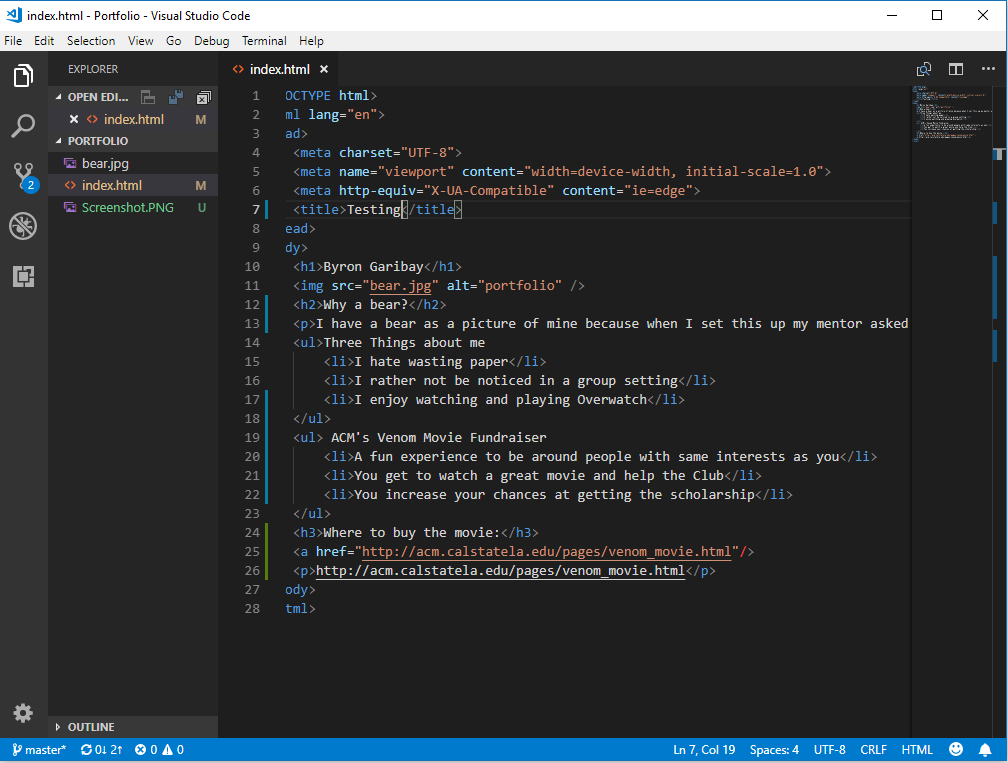 index.html - Portfolio - Visual Studio Code
File Edit Selection View Go Debug Terminal Help
EXPLORER
index.html
OPEN EDI...
index.html M
PORTFOLIO
bear.jpg
index.html M
Screenshot.PNG U
2
1 OCTYPE html>
2 ml lang="en">
3 ad>
4 <meta charset="UTF-8">
5 <meta name="viewport" content="width=device-width, initial-scale=1.0">
6 <meta http-equiv="X-UA-Compatible" content="ie=edge">
7 <title>Testing</title>
8 ead>
9 dy>
10 <h1>Byron Garibay</h1>
11 <img src="bear.jpg" alt="portfolio" />
12 <h2>Why a bear?</h2>
13 <p>I have a bear as a picture of mine because when I set this up my mentor asked
14 <ul>Three Things about me
15 <li>I hate wasting paper</li>
16 <li>I rather not be noticed in a group setting</li>
17 <li>I enjoy watching and playing Overwatch</li>
18 </ul>
19 <ul> ACM's Venom Movie Fundraiser
20 <li>A fun experience to be around people with same interests as you</li>
21 <li>You get to watch a great movie and help the Club</li>
22 <li>You increase your chances at getting the scholarship</li>
23 </ul>
24 <h3>Where to buy the movie:</h3>
25 <a href="http://acm.calstatela.edu/pages/venom_movie.html"/>
26 <p>http://acm.calstatela.edu/pages/venom_movie.html</p>
27 ody>
28 tml>
OUTLINE
master* 0↓ 2↑ 0 0 Ln 7, Col 19 Spaces: 4 UTF-8 CRLF HTML